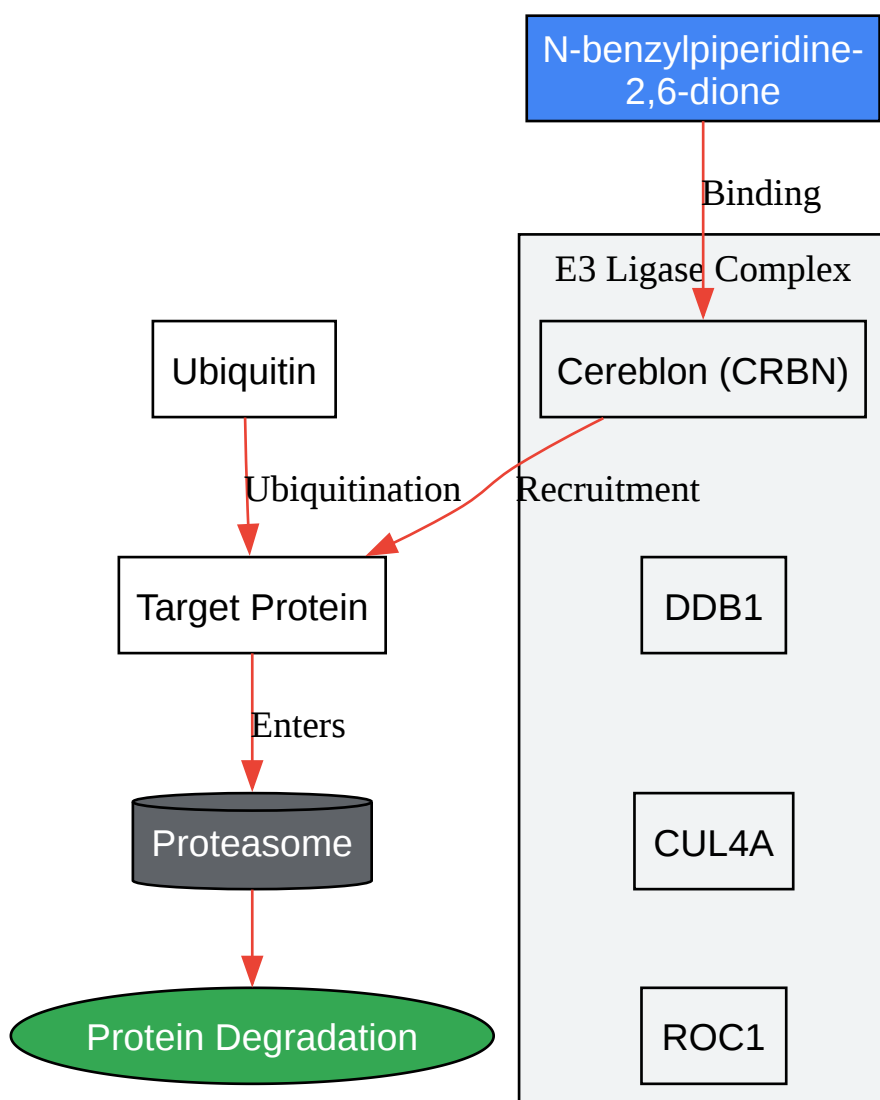 N-benzylpiperidine-
2,6-dione
Binding
E3 Ligase Complex
Ubiquitin
Cereblon (CRBN)
Ubiquitination
Recruitment
Target Protein
DDB1
Enters
Proteasome
CUL4A
Protein Degradation
ROC1